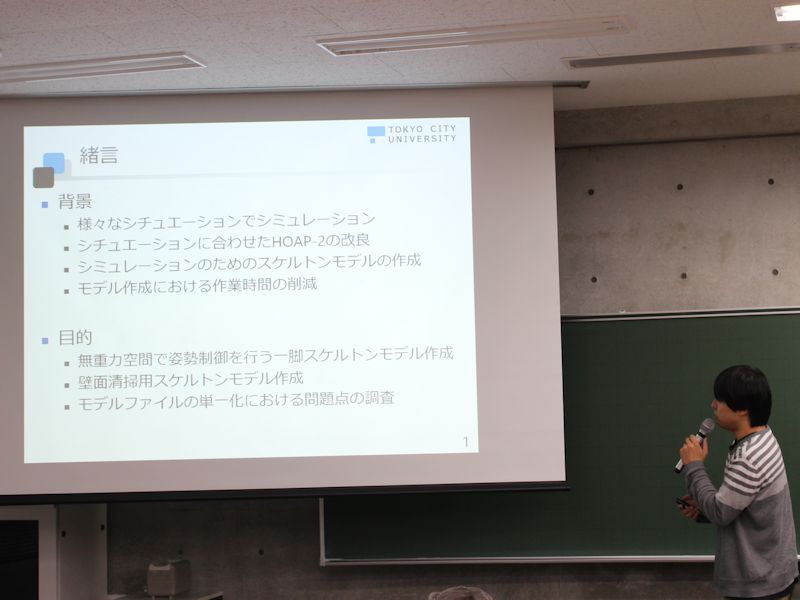 緒言
TOKYO CITY
UNIVERSITY
背景
様々なシチュエーションでシミュレーション
シチュエーションに合わせたHOAP-2の改良
シミュレーションのためのスケルトンモデルの作成
モデル作成における作業時間の削減
目的
無重力空間で姿勢制御を行う一脚スケルトンモデル作成
壁面清掃用スケルトンモデル作成
モデルファイルの単一化における問題点の調査
1